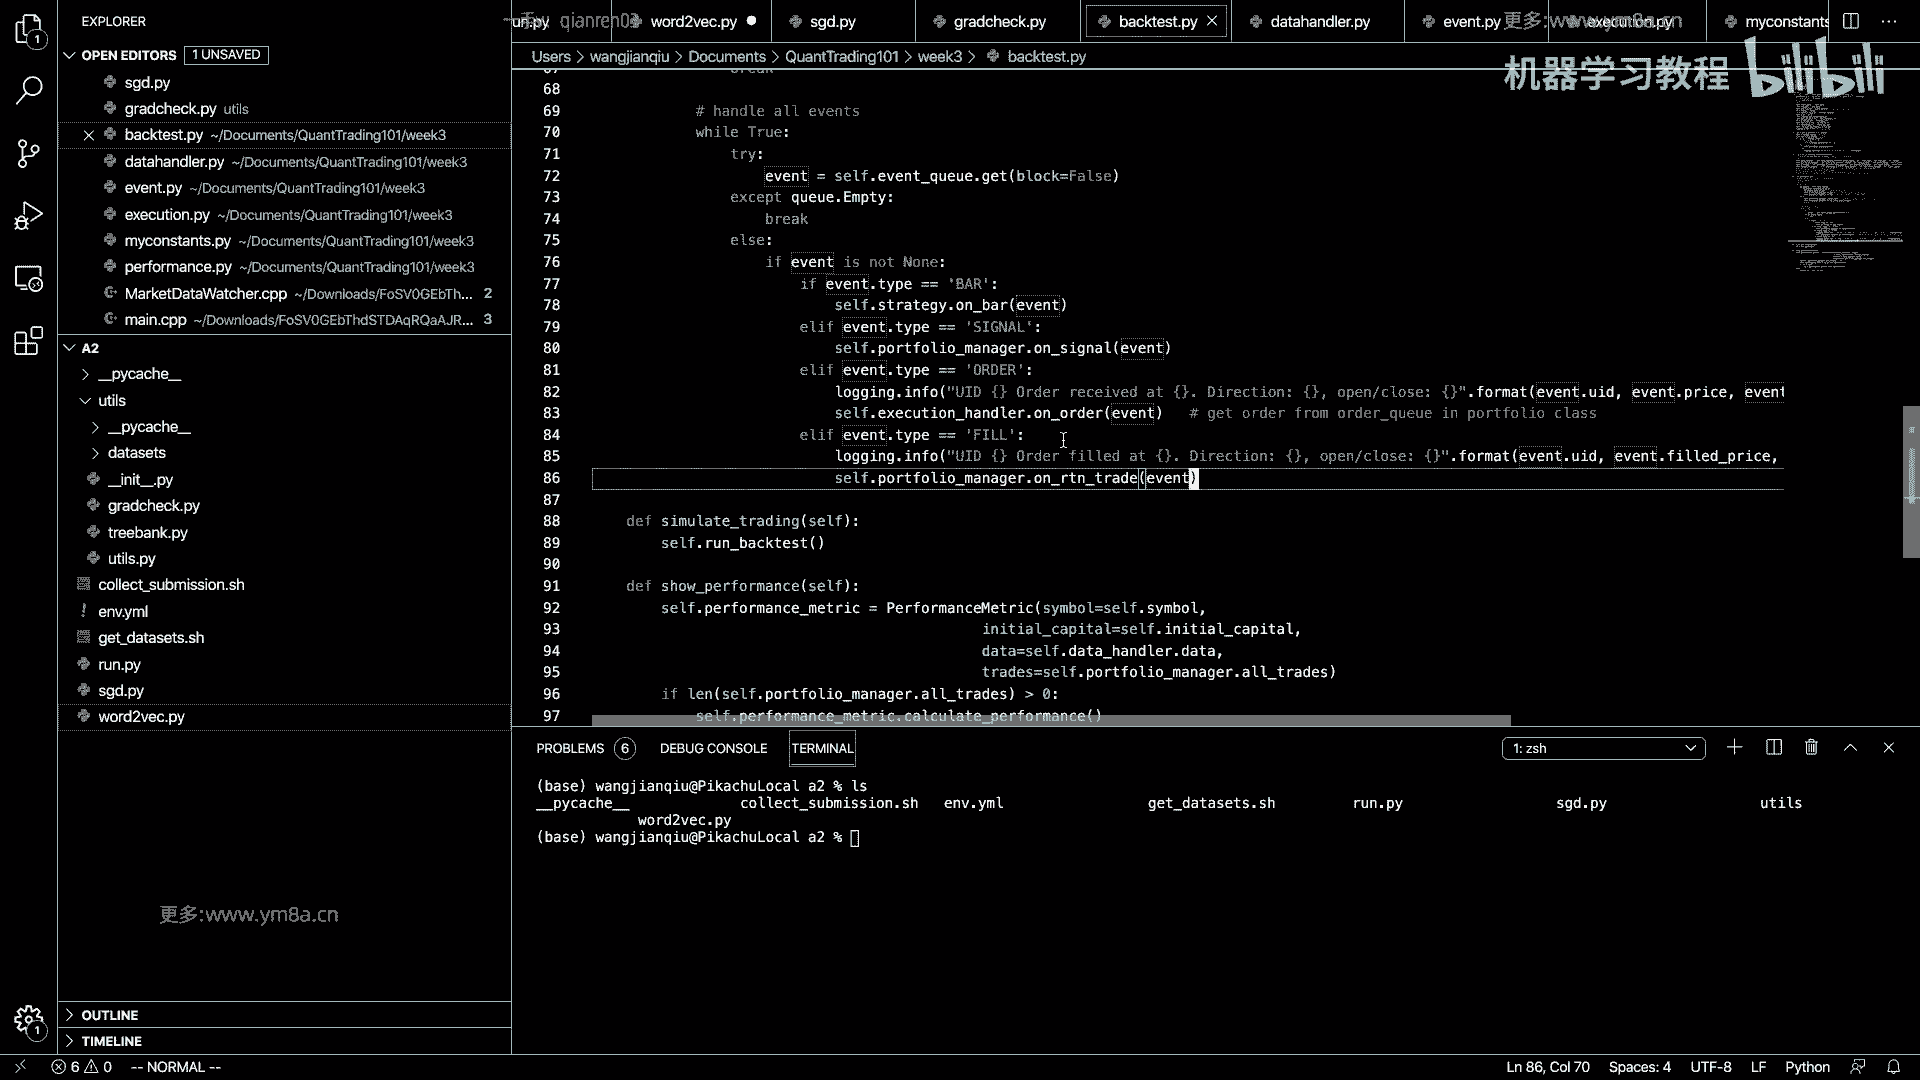 EXPLORER
word2vec.py
sgd.py
gradcheck.py
backtest.py
datahandler.py
event.py
更多:www.ym8a.cn
Users > wangjianqiu > Documents > QuantTrading101 > week3 > backtest.py
机器学习教程 bilibili
OPEN EDITORS 1 UNSAVED
sgd.py
gradcheck.py utils
backtest.py ~/Documents/QuantTrading101/week3
datahandler.py ~/Documents/QuantTrading101/week3
event.py ~/Documents/QuantTrading101/week3
execution.py ~/Documents/QuantTrading101/week3
myconstants.py ~/Documents/QuantTrading101/week3
performance.py ~/Documents/QuantTrading101/week3
MarketDataWatcher.cpp ~/Downloads/FoSV0GEbTh... 2
main.cpp ~/Downloads/FoSV0GEbThdSTDAqRQaAJR... 3
A2
__pycache__
utils
__pycache__
datasets
__init__.py
gradcheck.py
treebank.py
utils.py
collect_submission.sh
env.yml
get_datasets.sh
run.py
sgd.py
word2vec.py
更多:www.ym8a.cn
OUTLINE
TIMELINE
68
69 # handle all events
70 while True:
71 try:
72 event = self.event_queue.get(block=False)
73 except queue.Empty:
74 break
75 else:
76 if event is not None:
77 if event.type == 'BAR':
78 self.strategy.on_bar(event)
79 elif event.type == 'SIGNAL':
80 self.portfolio_manager.on_signal(event)
81 elif event.type == 'ORDER':
82 logging.info("UID {} Order received at {}. Direction: {}, open/close: {}".format(event.uid, event.price, event
83 self.execution_handler.on_order(event) # get order from order_queue in portfolio class
84 elif event.type == 'FILL':
85 logging.info("UID {} Order filled at {}. Direction: {}, open/close: {}".format(event.uid, event.filled_price,
86 self.portfolio_manager.on_rtn_trade(event)
87
88 def simulate_trading(self):
89 self.run_backtest()
90
91 def show_performance(self):
92 self.performance_metric = PerformanceMetric(symbol=self.symbol,
93 initial_capital=self.initial_capital,
94 data=self.data_handler.data,
95 trades=self.portfolio_manager.all_trades)
96 if len(self.portfolio_manager.all_trades) > 0:
97 self.performance_metric.calculate_performance()
PROBLEMS 6 DEBUG CONSOLE TERMINAL 1: zsh
(base) wangjianqiu@PikachuLocal a2 % ls
__pycache__ collect_submission.sh env.yml get_datasets.sh run.py sgd.py utils
word2vec.py
(base) wangjianqiu@PikachuLocal a2 %
6 0 -- NORMAL -- Ln 86, Col 70 Spaces: 4 UTF-8 LF Python